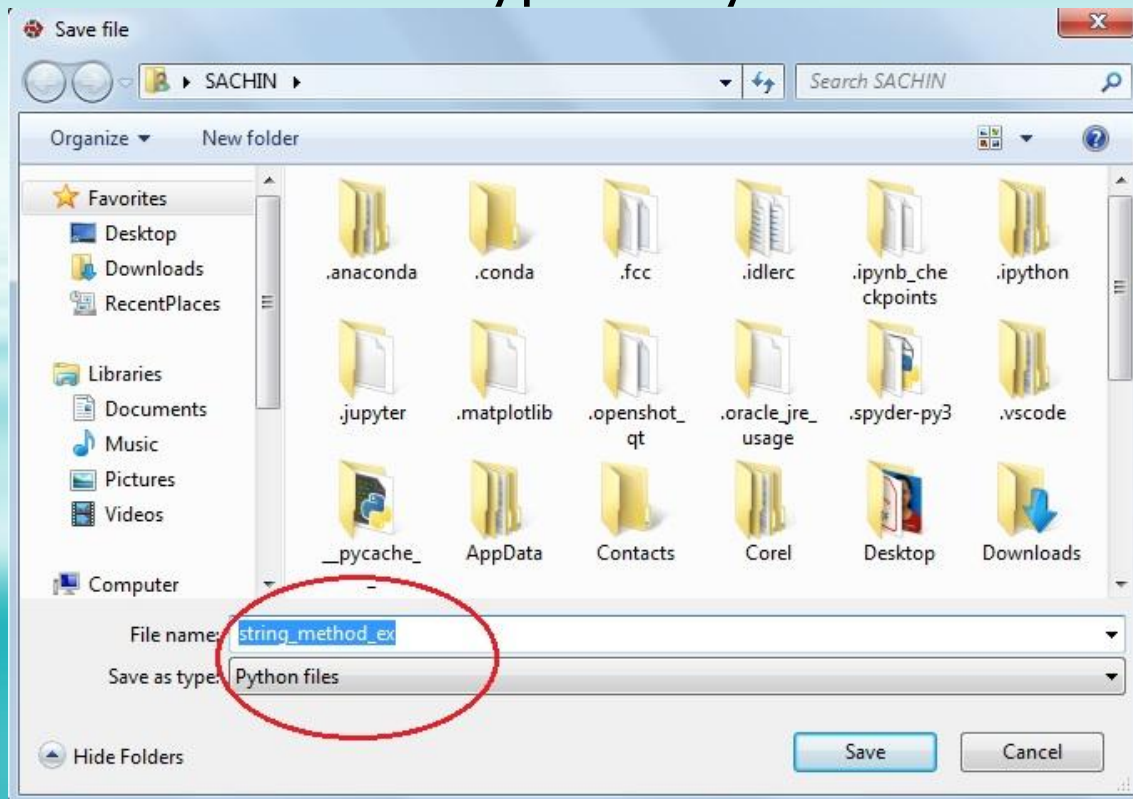 Save file
SACHIN
Search SACHIN
Organize
New folder
Favorites
Desktop
Downloads
RecentPlaces
Libraries
Documents
Music
Pictures
Videos
Computer
.anaconda
.conda
.fcc
.idlerc
.ipynb_che
ckpoints
.ipython
.jupyter
.matplotlib
.openshot_
qt
.oracle_jre_
usage
.spyder-py3
.vscode
__pycache_
_
AppData
Contacts
Corel
Desktop
Downloads
File name: string_method_ex
Save as type: Python files
Hide Folders
Save
Cancel